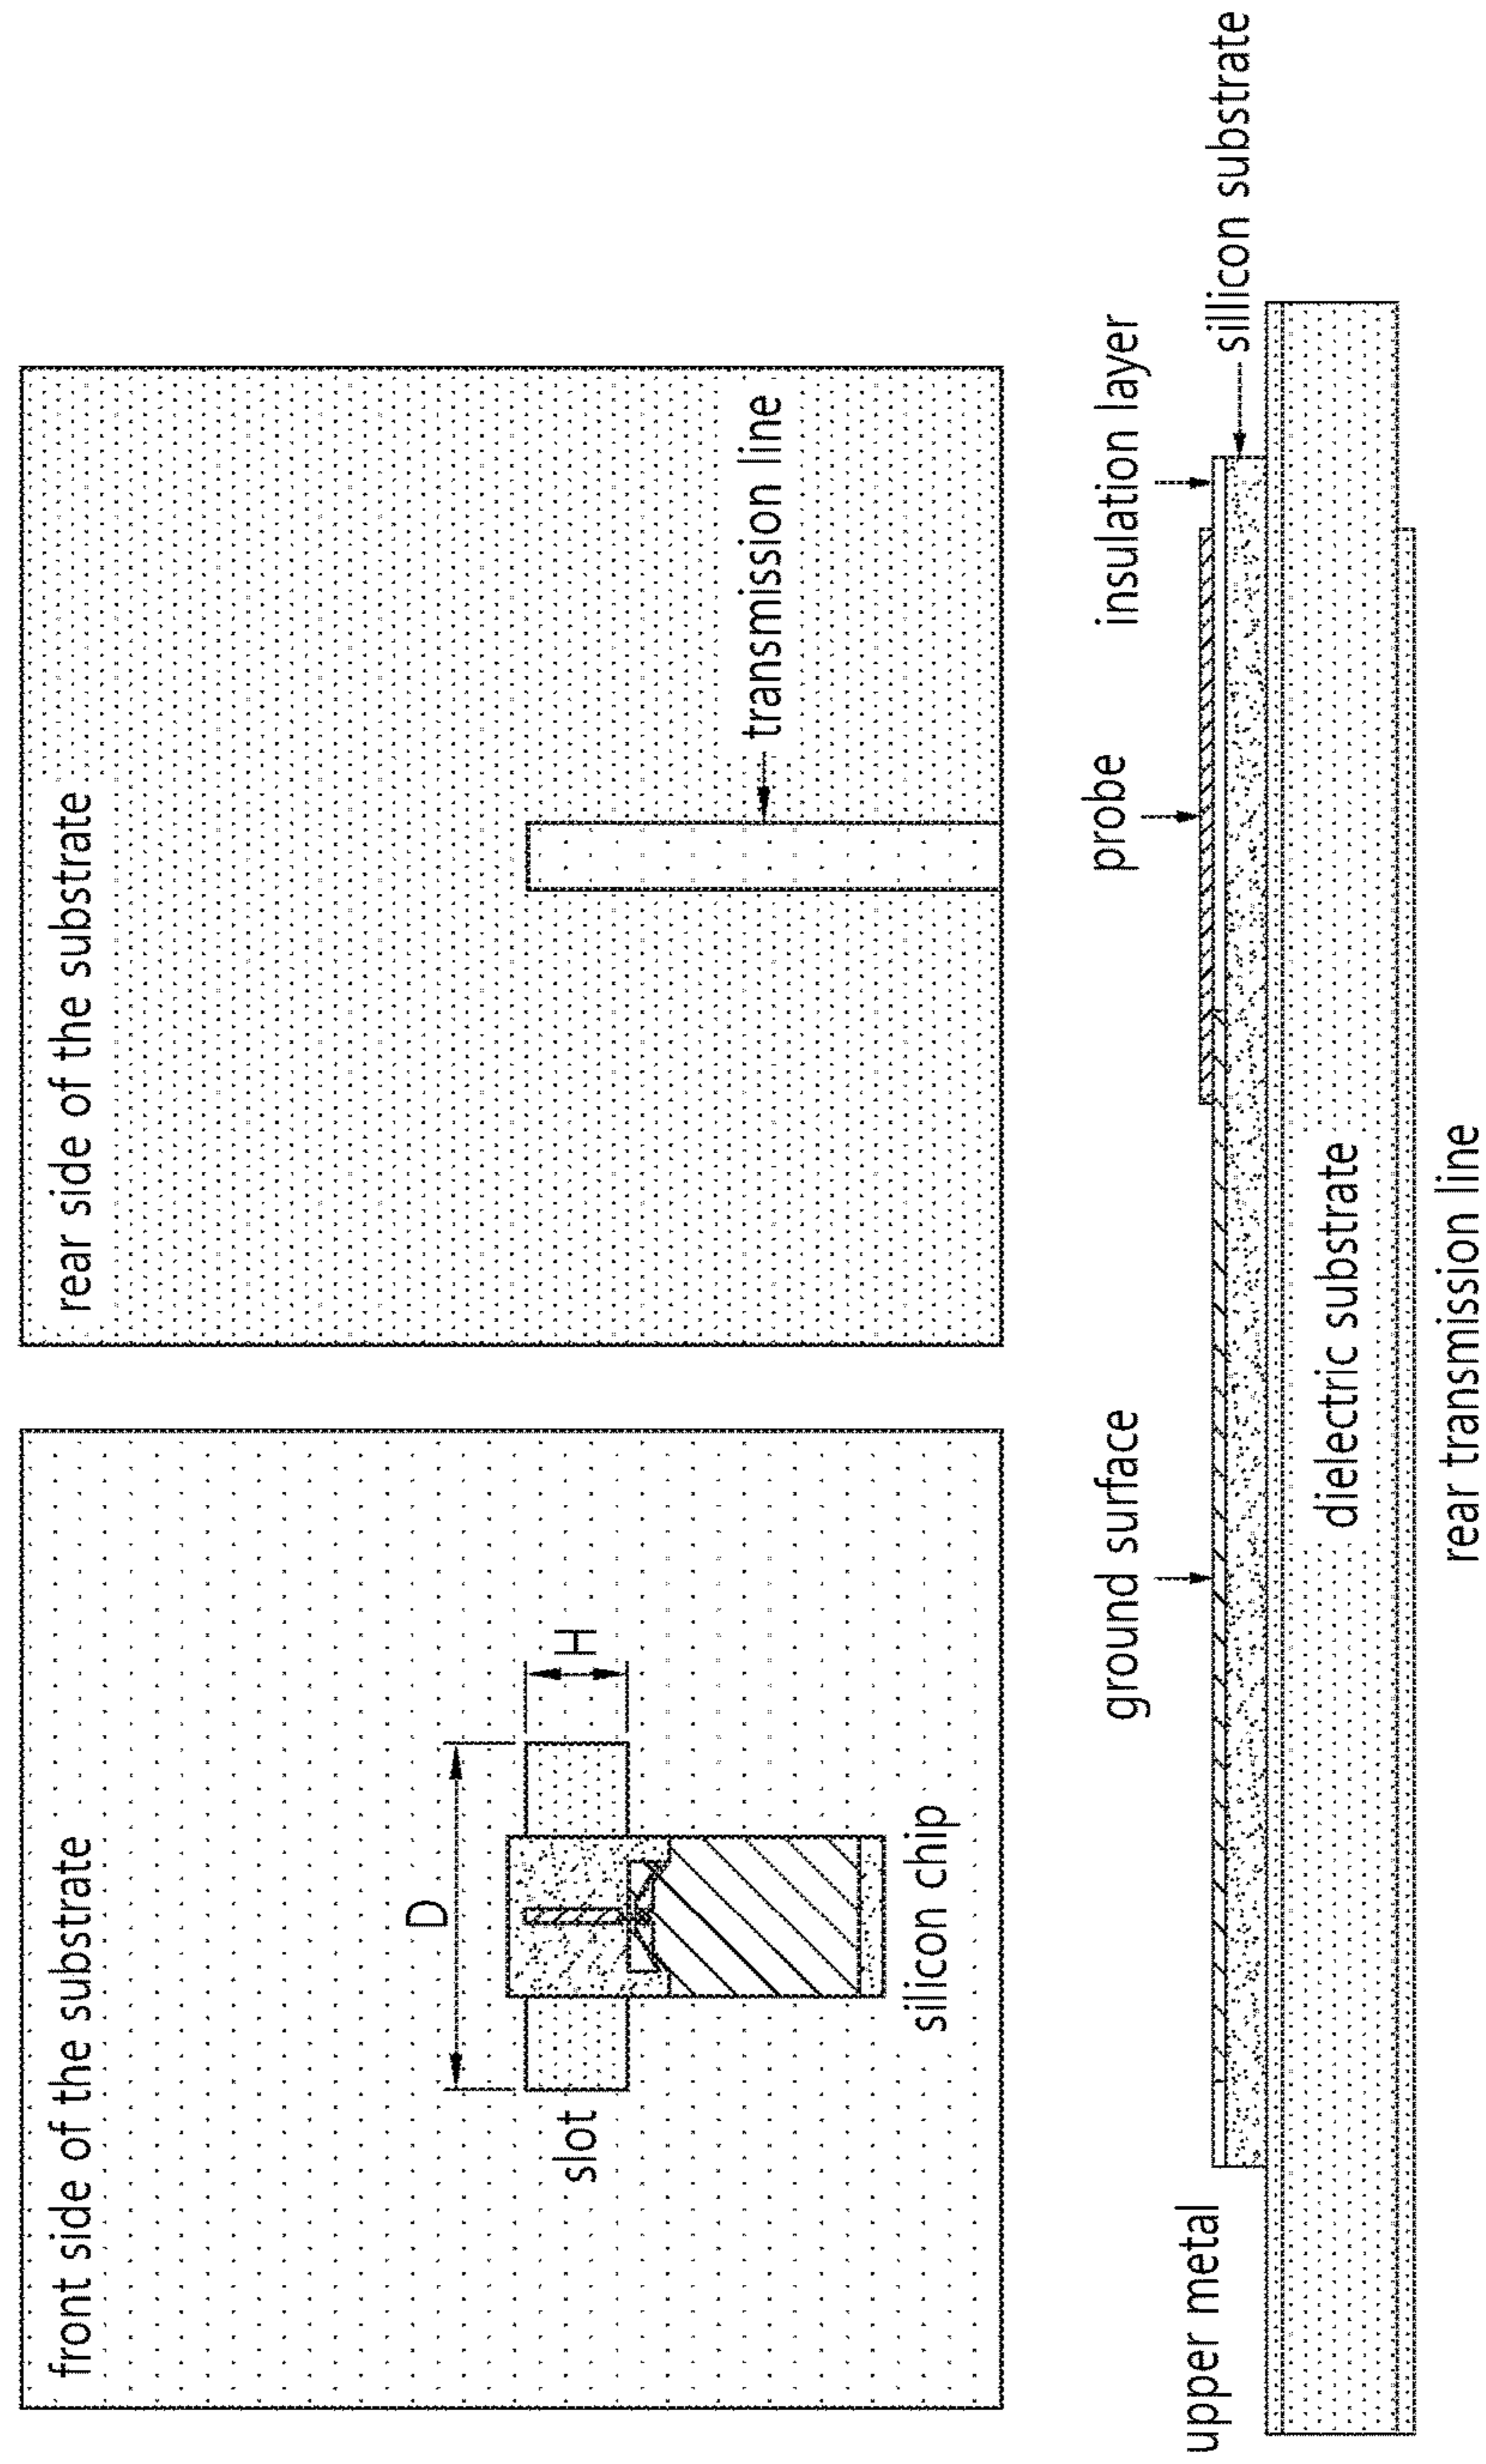 front side of the substrate
D
H
slot
silicon chip
rear side of the substrate
transmission line
upper metal
ground surface
probe
insulation layer
sillicon substrate
dielectric substrate
rear transmission line